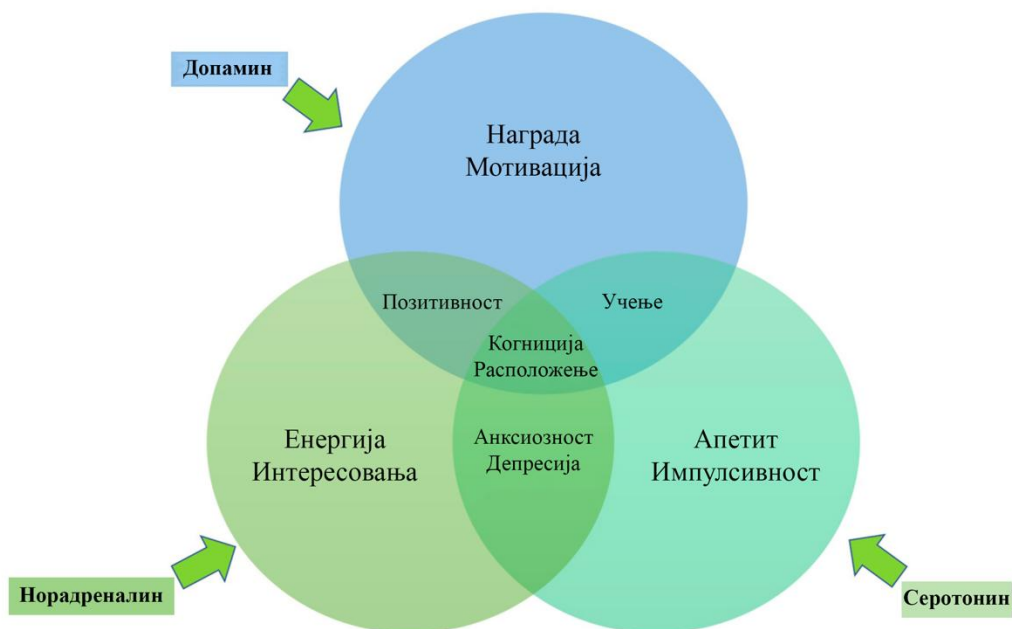 Допамин
Награда
Мотивација
Позитивност
Учење
Когниција
Расположење
Енергија
Интересовања
Анксиозност
Депресија
Апетит
Импулсивност
Норадреналин
Серотонин